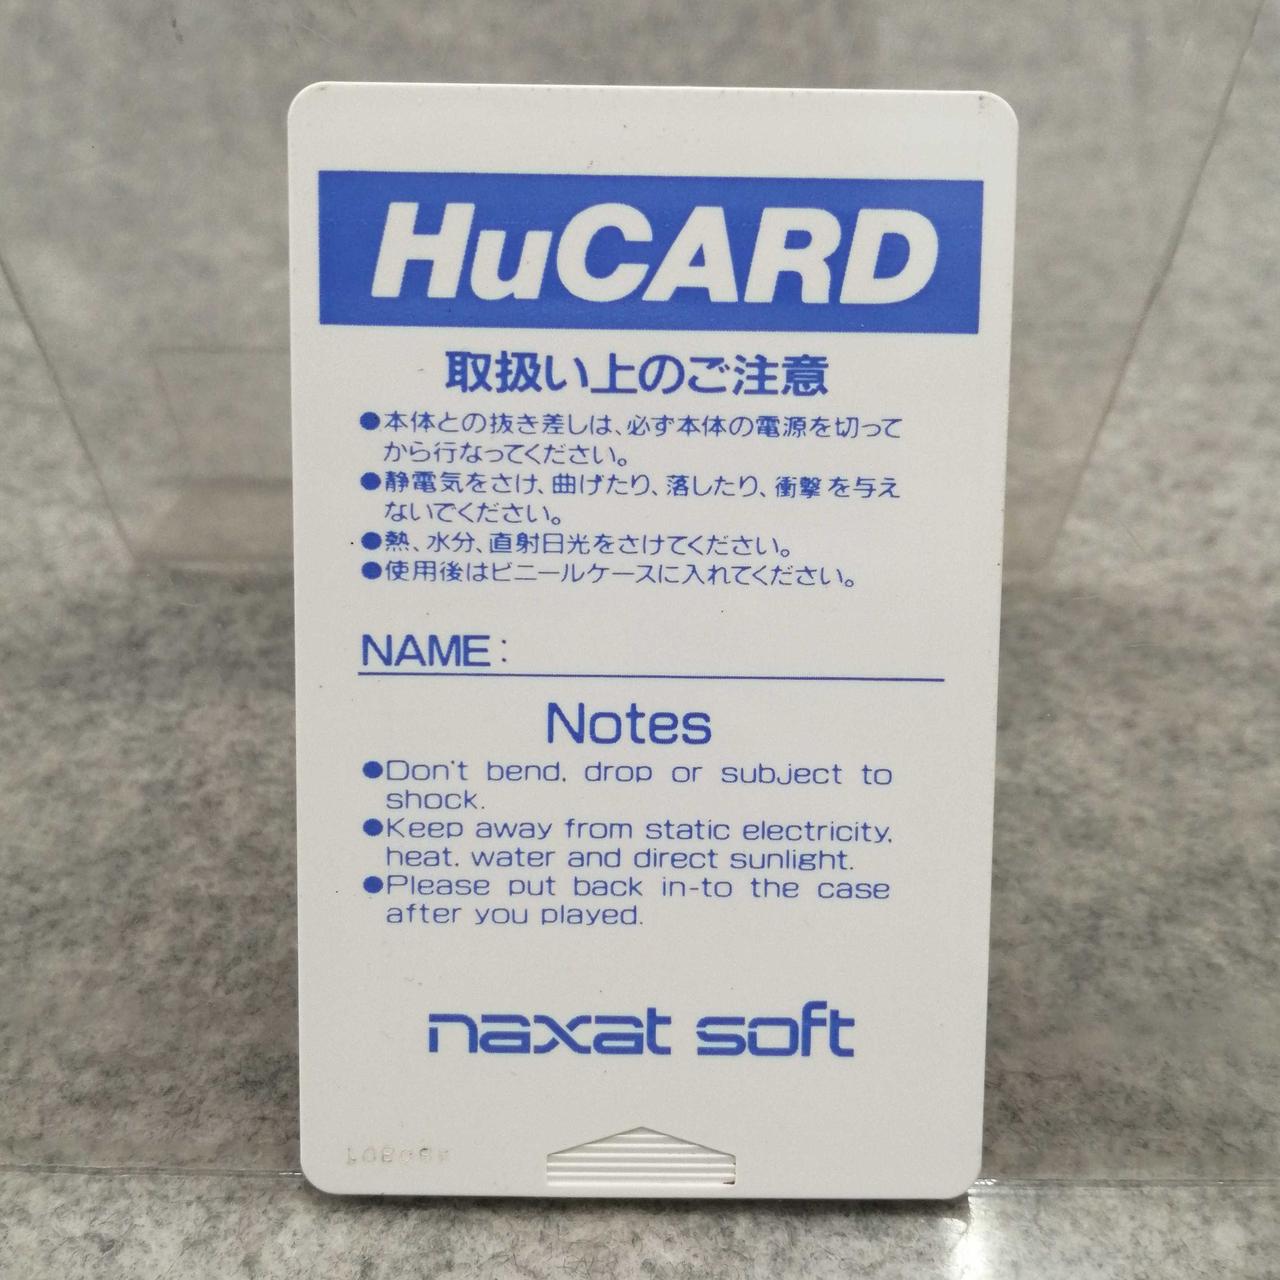 HuCARD
取扱い上のご注意
●本体との抜き差しは、必ず本体の電源を切って
から行なってください。
●静電気をさけ、曲げたり、落したり、衝撃を与え
ないでください。
●熱、水分、直射日光をさけてください。
●使用後はビニールケースに入れてください。
NAME:
Notes
●Don't bend, drop or subject to
shock.
●Keep away from static electricity,
heat, water and direct sunlight.
●Please put back in-to the case
after you played.
naxat soft